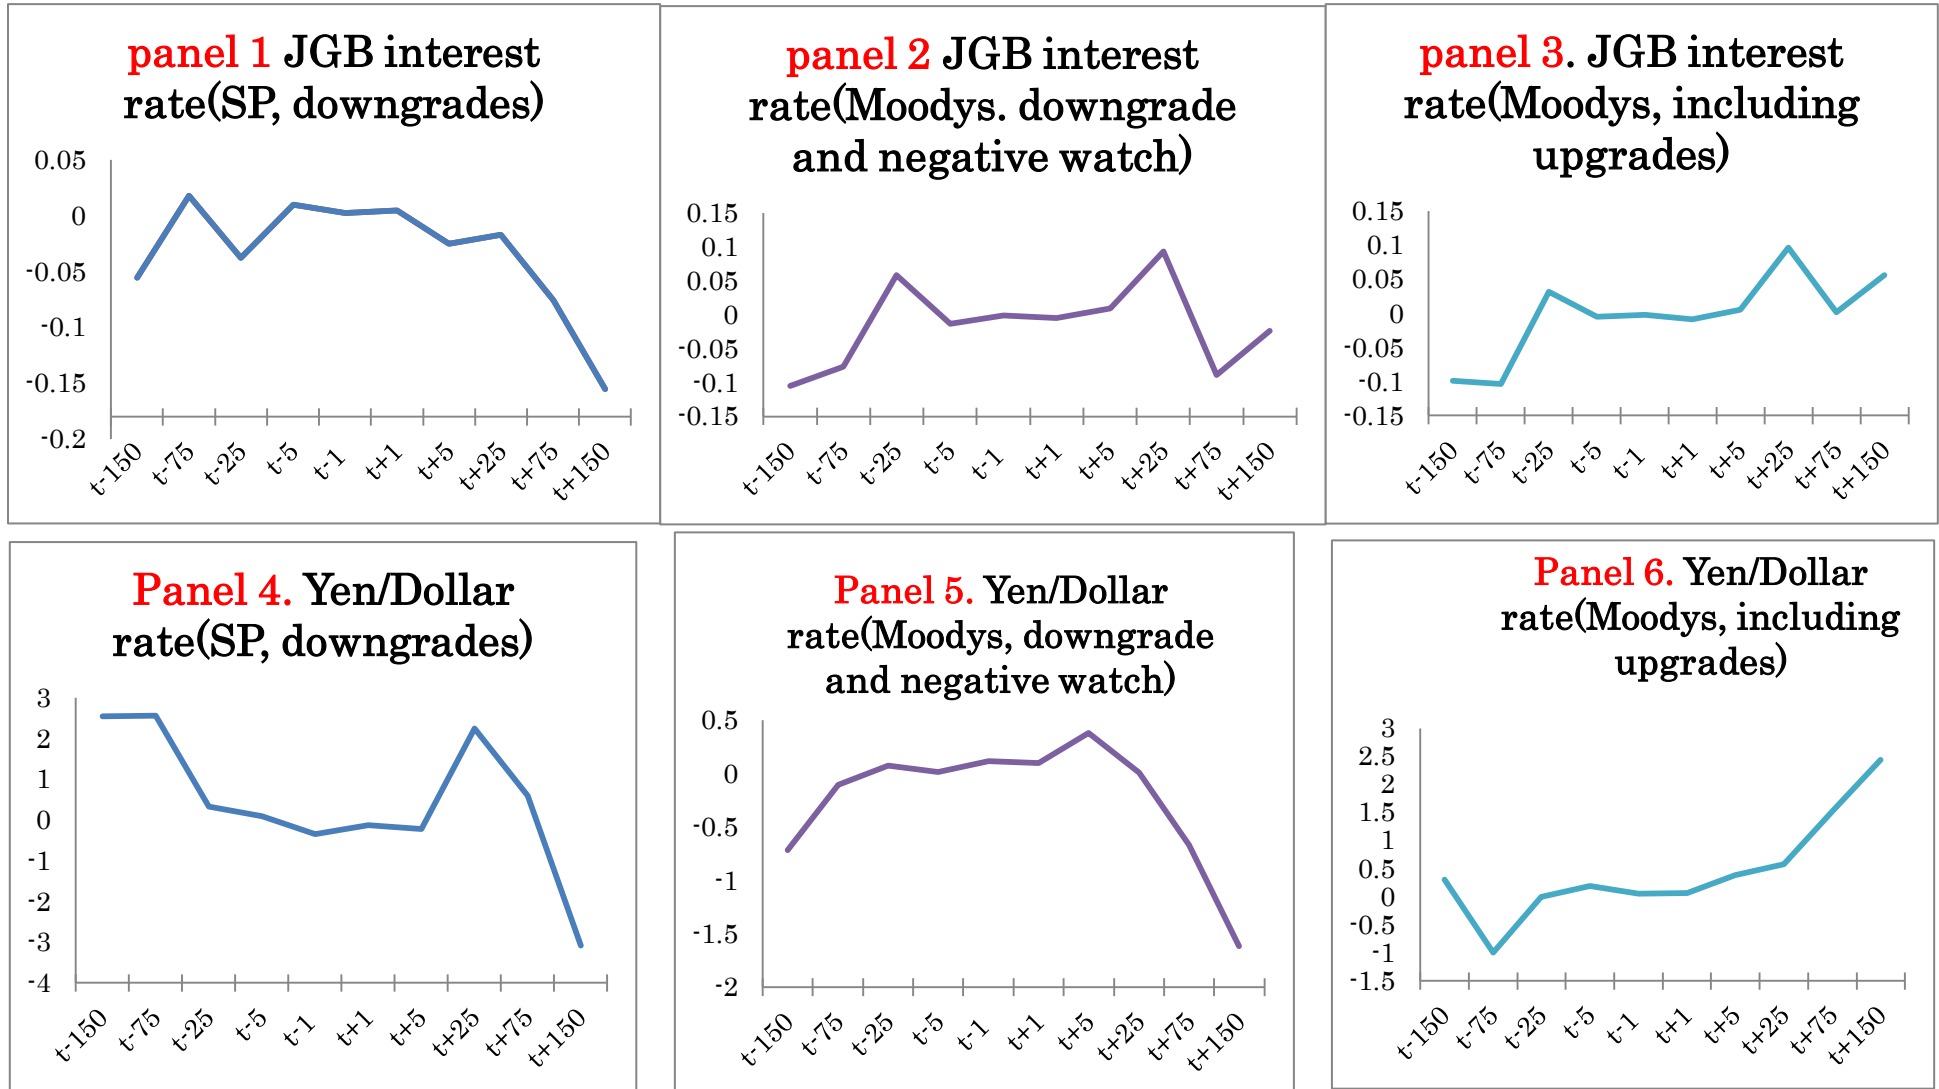 panel 1 JGB interest
rate(SP, downgrades)
0.05
0
-0.05
-0.1
-0.15
-0.2
t-150
t-75
t-25
t-5
t-1
t+1
t+5
t+25
t+75
t+150
panel 2 JGB interest
rate(Moodys. downgrade
and negative watch)
0.15
0.1
0.05
0
-0.05
-0.1
-0.15
t-150
t-75
t-25
t-5
t-1
t+1
t+5
t+25
t+75
t+150
panel 3. JGB interest
rate(Moodys, including
upgrades)
0.15
0.1
0.05
0
-0.05
-0.1
-0.15
t-150
t-75
t-25
t-5
t-1
t+1
t+5
t+25
t+75
t+150
Panel 4. Yen/Dollar
rate(SP, downgrades)
3
2
1
0
-1
-2
-3
-4
t-150
t-75
t-25
t-5
t-1
t+1
t+5
t+25
t+75
t+150
Panel 5. Yen/Dollar
rate(Moodys, downgrade
and negative watch)
0.5
0
-0.5
-1
-1.5
-2
t-150
t-75
t-25
t-5
t-1
t+1
t+5
t+25
t+75
t+150
Panel 6. Yen/Dollar
rate(Moodys, including
upgrades)
3
2.5
2
1.5
1
0.5
0
-0.5
-1
-1.5
t-150
t-75
t-25
t-5
t-1
t+1
t+5
t+25
t+75
t+150